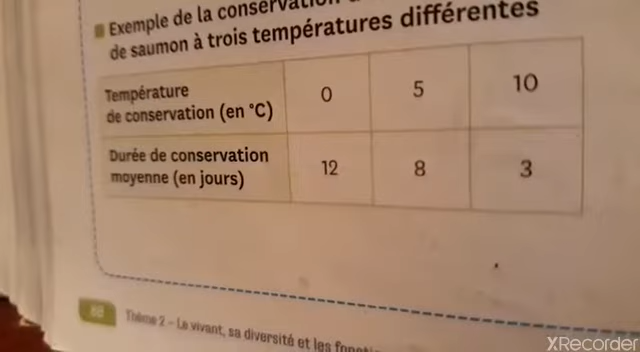 Exemple de la conservation
de saumon à trois températures différentes
Température
de conservation (en °C)
0
5
10
Durée de conservation
moyenne (en jours)
12
8
3
Thème 2 - Le vivant, sa diversité et les
XRecorder